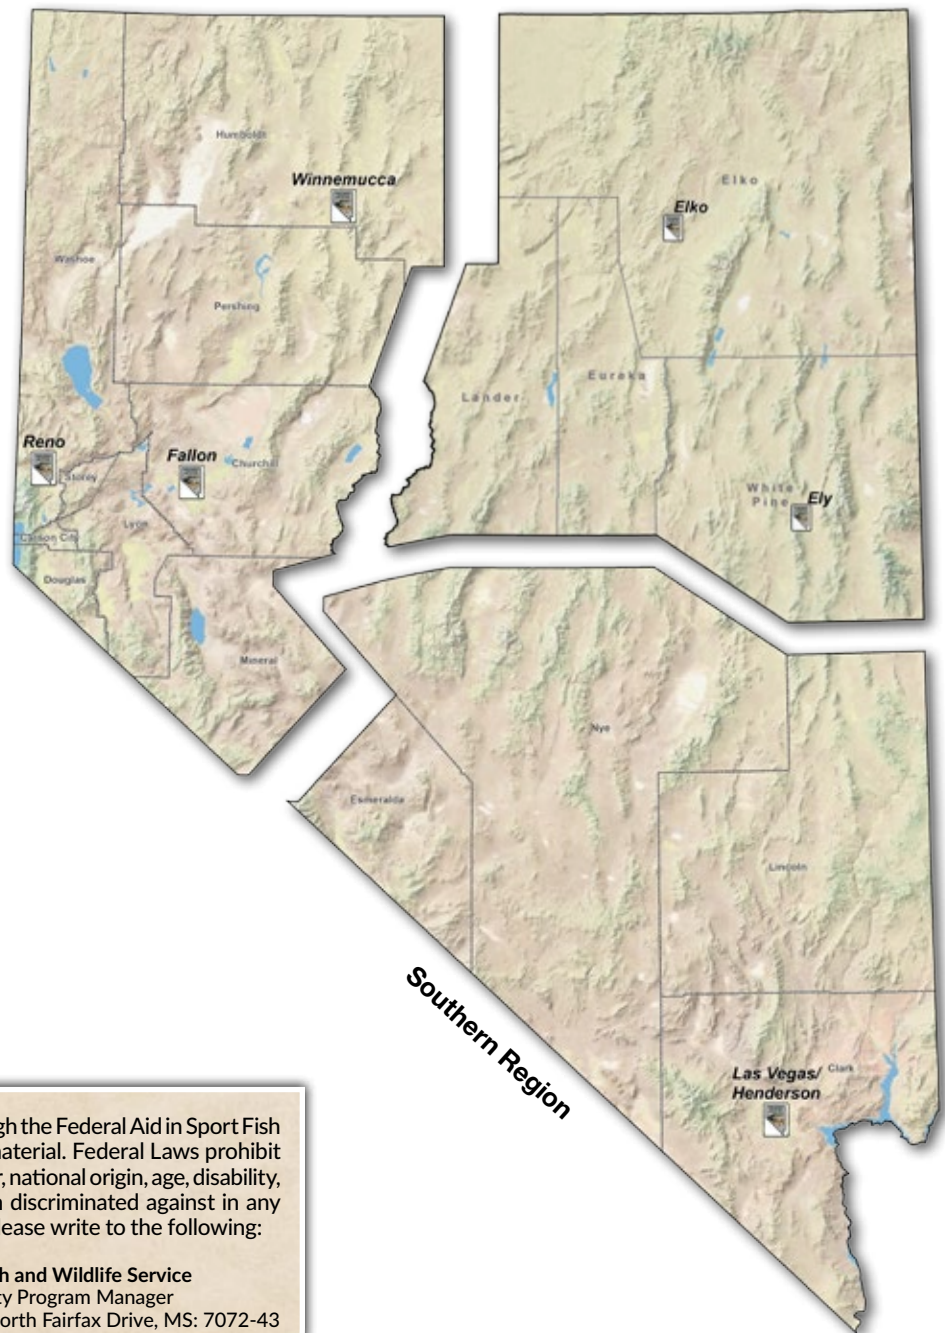 Humboldt
Winnemucca
Washoe
Pershing
Reno
Storey
Fallon
Churchill
Lyon
Carson City
Douglas
Mineral
Elko
Elko
Lander
Eureka
White
Pine
Ely
Nye
Esmeralda
Lincoln
Southern Region
Las Vegas/
Henderson
Clark
gh the Federal Aid in Sport Fish
naterial. Federal Laws prohibit
r, national origin, age, disability,
n discriminated against in any
lease write to the following:
h and Wildlife Service
ty Program Manager
orth Fairfax Drive, MS: 7072-43